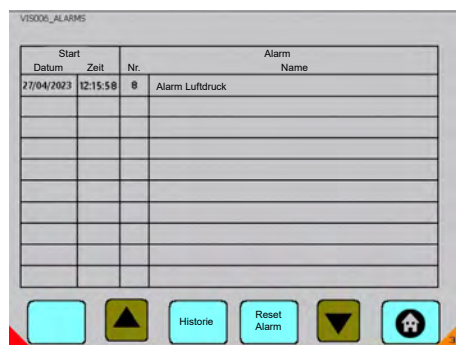 VIS006_ALARMS
Start Alarm
Datum Zeit Nr. Name
27/04/2023 12:15:58 8 Alarm Luftdruck
Historie
Reset
Alarm
3